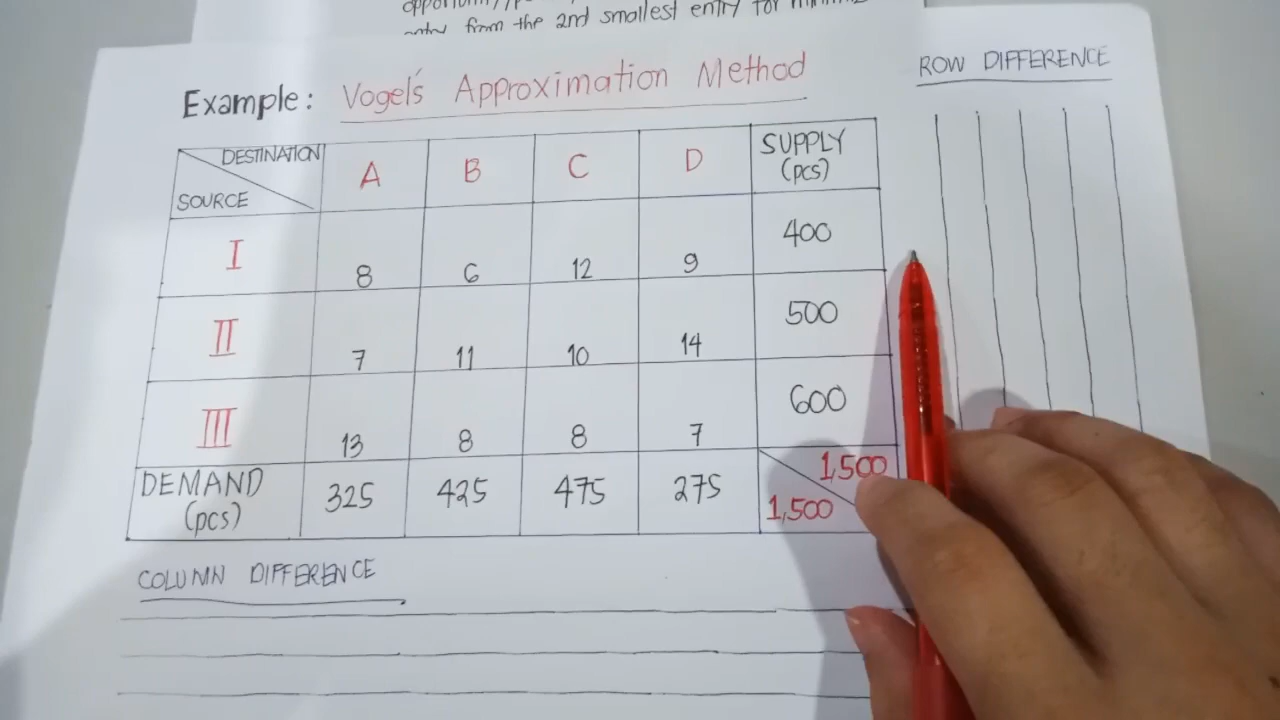 entry from the 2nd smallest entry for
Example: Vogel's Approximation Method
ROW DIFFERENCE
DESTINATION A B C D SUPPLY (pcs)
SOURCE
I 8 6 12 9 400
II 7 11 10 14 500
III 13 8 8 7 600
DEMAND (pcs) 325 425 475 275 1,500 1,500
COLUMN DIFFERENCE